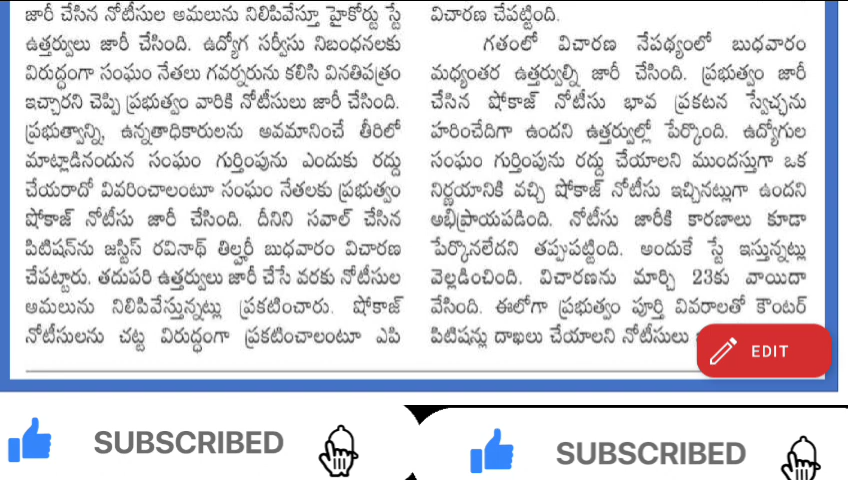 జారీ చేసిన నోటీసుల అమలును నిలిపివేస్తూ హైకోర్టు స్టే
ఉత్తర్వులు జారీ చేసింది. ఉద్యోగ సర్వీసు నిబంధనలకు
విరుద్ధంగా సంఘం నేతలు గవర్నరును కలిసి వినతిపత్రం
ఇచ్చారని చెప్పి ప్రభుత్వం వారికి నోటీసులు జారీ చేసింది.
ప్రభుత్వాన్ని, ఉన్నతాధికారులను అవమానించే తీరిలో
మాట్లాడినందున సంఘం గుర్తింపును ఎందుకు రద్దు
చేయరాదో వివరించాలంటూ సంఘం నేతలకు ప్రభుత్వం
షోకాజ్ నోటీసు జారీ చేసింది. దీనిని సవాల్ చేసిన
పిటిషన్‌ను జస్టిస్ రవినాథ్ తిల్హరీ బుధవారం విచారణ
చేపట్టారు. తదుపరి ఉత్తర్వులు జారీ చేసే వరకు నోటీసుల
అమలును నిలిపివేస్తున్నట్లు ప్రకటించారు. షోకాజ్
నోటీసులను చట్ట విరుద్ధంగా ప్రకటించాలంటూ ఎపి
విచారణ చేపట్టింది.
గతంలో విచారణ నేపథ్యంలో బుధవారం
మధ్యంతర ఉత్తర్వుల్ని జారీ చేసింది. ప్రభుత్వం జారీ
చేసిన షోకాజ్ నోటీసు భావ ప్రకటన స్వేచ్ఛను
హరించేదిగా ఉందని ఉత్తర్వుల్లో పేర్కొంది. ఉద్యోగుల
సంఘం గుర్తింపును రద్దు చేయాలని ముందస్తుగా ఒక
నిర్ణయానికి వచ్చి షోకాజ్ నోటీసు ఇచ్చినట్లుగా ఉందని
అభిప్రాయపడింది. నోటీసు జారీకి కారణాలు కూడా
పేర్కొనలేదని తప్పుపట్టింది. అందుకే స్టే ఇస్తున్నట్లు
వెల్లడించింది. విచారణను మార్చి 23కు వాయిదా
వేసింది. ఈలోగా ప్రభుత్వం పూర్తి వివరాలతో కౌంటర్
పిటిషన్లు దాఖలు చేయాలని నోటీసులు
EDIT
SUBSCRIBED
SUBSCRIBED